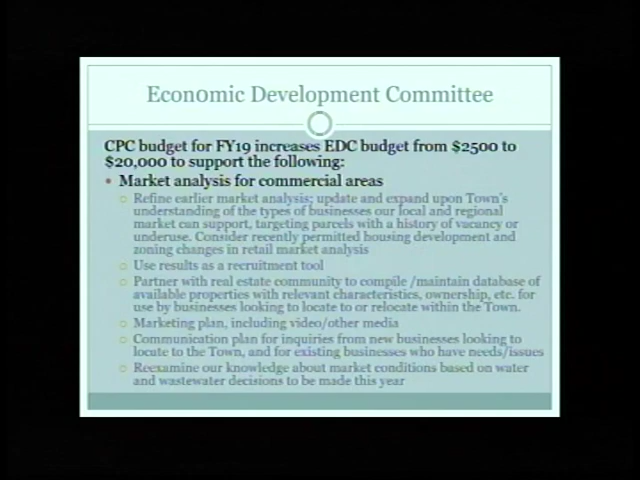 Economic Development Committee
CPC budget for FY19 increases EDC budget from $2500 to
$20,000 to support the following:
• Market analysis for commercial areas
Refine earlier market analysis; update and expand upon Town's
understanding of the types of businesses our local and regional
market can support, targeting parcels with a history of vacancy or
underuse. Consider recently permitted housing development and
zoning changes in retail market analysis
Use results as a recruitment tool
Partner with real estate community to compile /maintain database of
available properties with relevant characteristics, ownership, etc. for
use by businesses looking to locate to or relocate within the Town.
Marketing plan, including video/other media
Communication plan for inquiries from new businesses looking to
locate to the Town, and for existing businesses who have needs/issues
Reexamine our knowledge about market conditions based on water
and wastewater decisions to be made this year